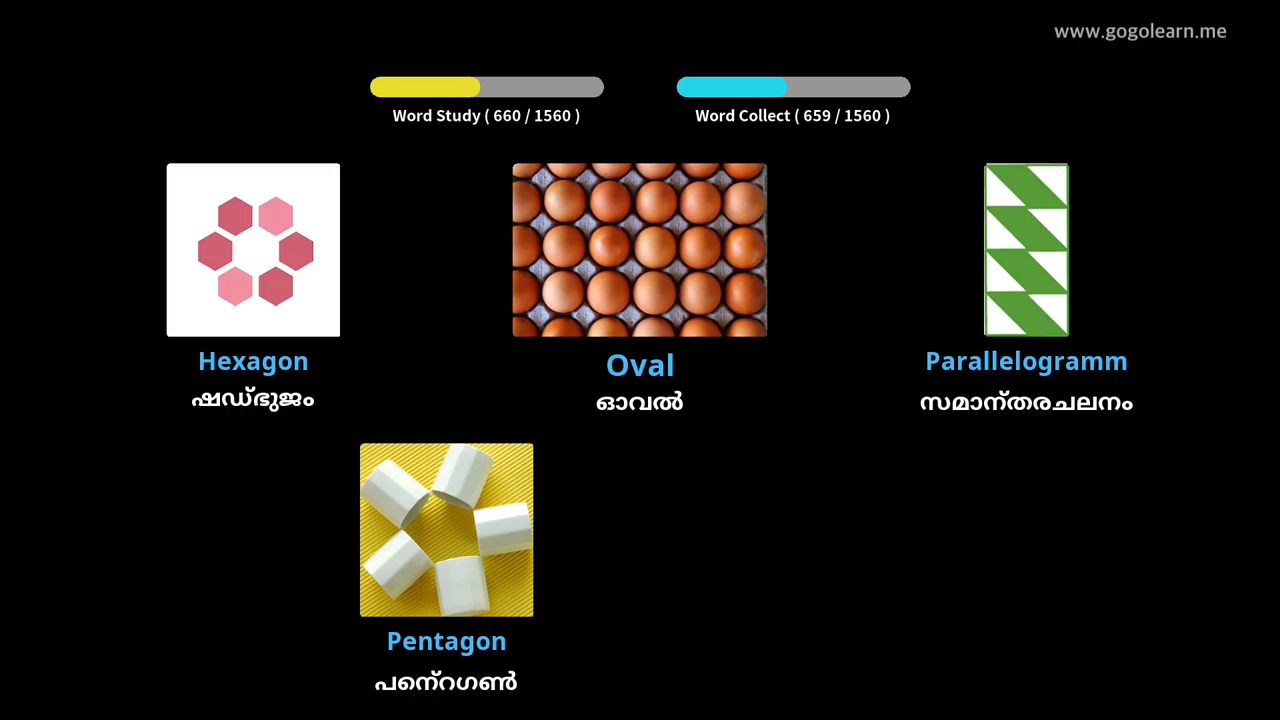 www.gogolearn.me
Word Study ( 660 / 1560 )
Word Collect ( 659 / 1560 )
Hexagon
ഷഡ്ഭുജം
Oval
ഓവൽ
Parallelogramm
സമാന്തരചലനം
Pentagon
പന്റെഗൺ